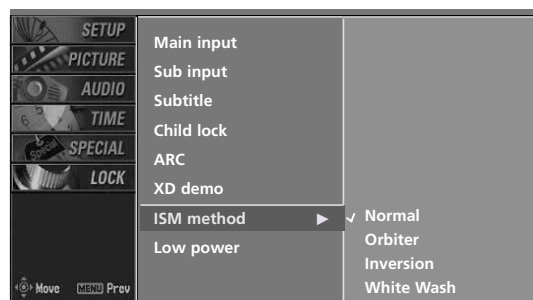 SETUP
PICTURE
AUDIO
TIME
SPECIAL
LOCK
Move MENU Prev
Main input
Sub input
Subtitle
Child lock
ARC
XD demo
ISM method
Low power
Normal
Orbiter
Inversion
White Wash